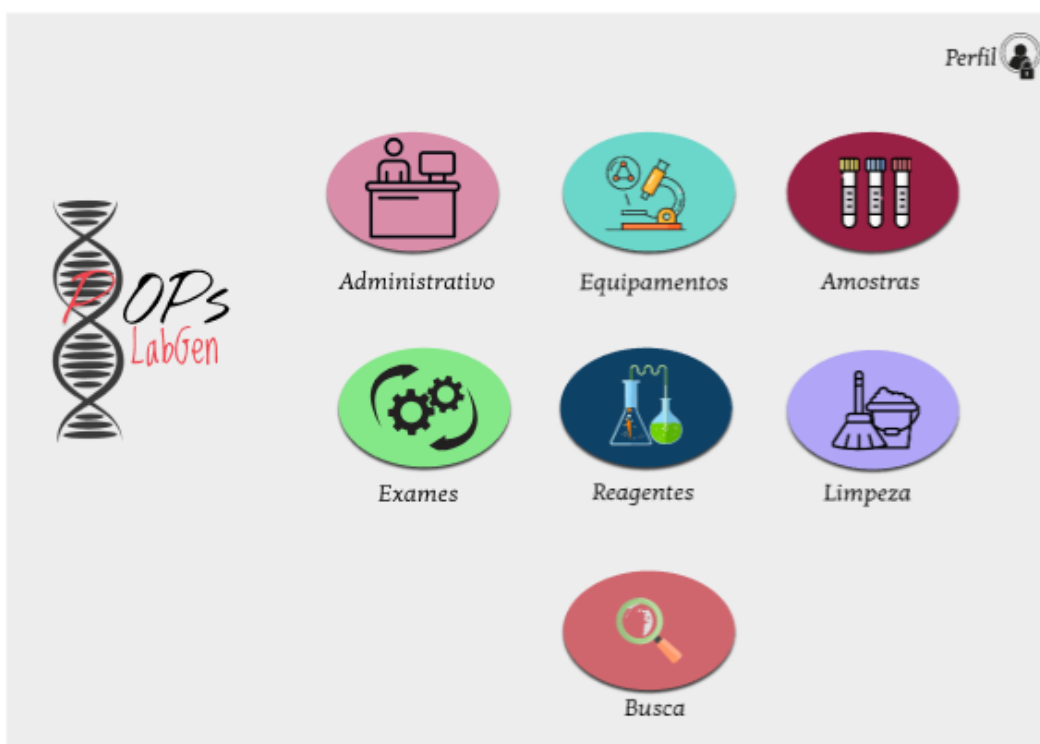 Perfil
POPs
LabGen
Administrativo
Equipamentos
Amostras
Exames
Reagentes
Limpeza
Busca